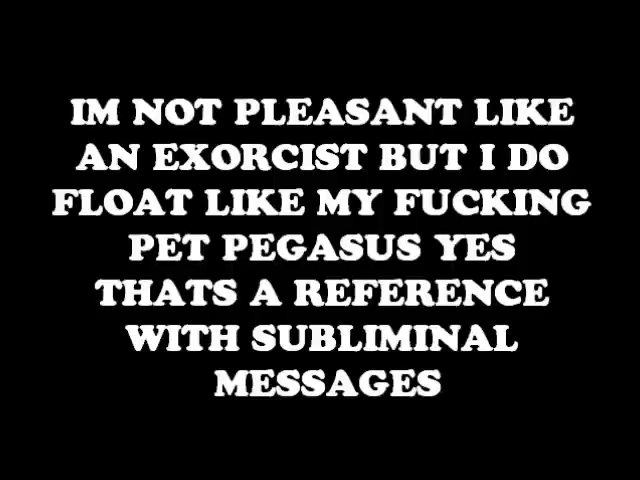 IM NOT PLEASANT LIKE
AN EXORCIST BUT I DO
FLOAT LIKE MY FUCKING
PET PEGASUS YES
THATS A REFERENCE
WITH SUBLIMINAL
MESSAGES